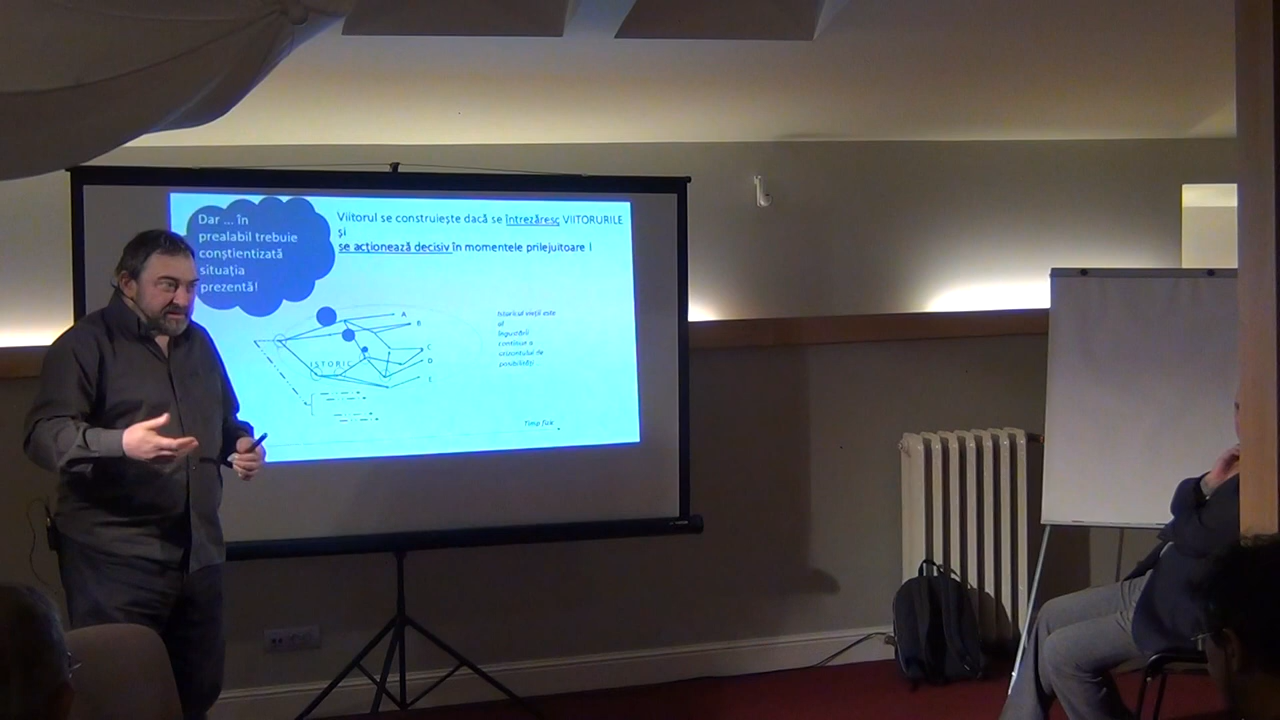 Dar ... în
prealabil trebuie
conștientizată
situația
prezentă!
Viitorul se construiește dacă se întrezăresc VIITORURILE
și
se acționează decisiv în momentele prilejuitoare !
A
B
C
D
E
ISTORIC
Istoricul vieții este
al
îngustării
continue a
orizontului de
posibilități
Timp